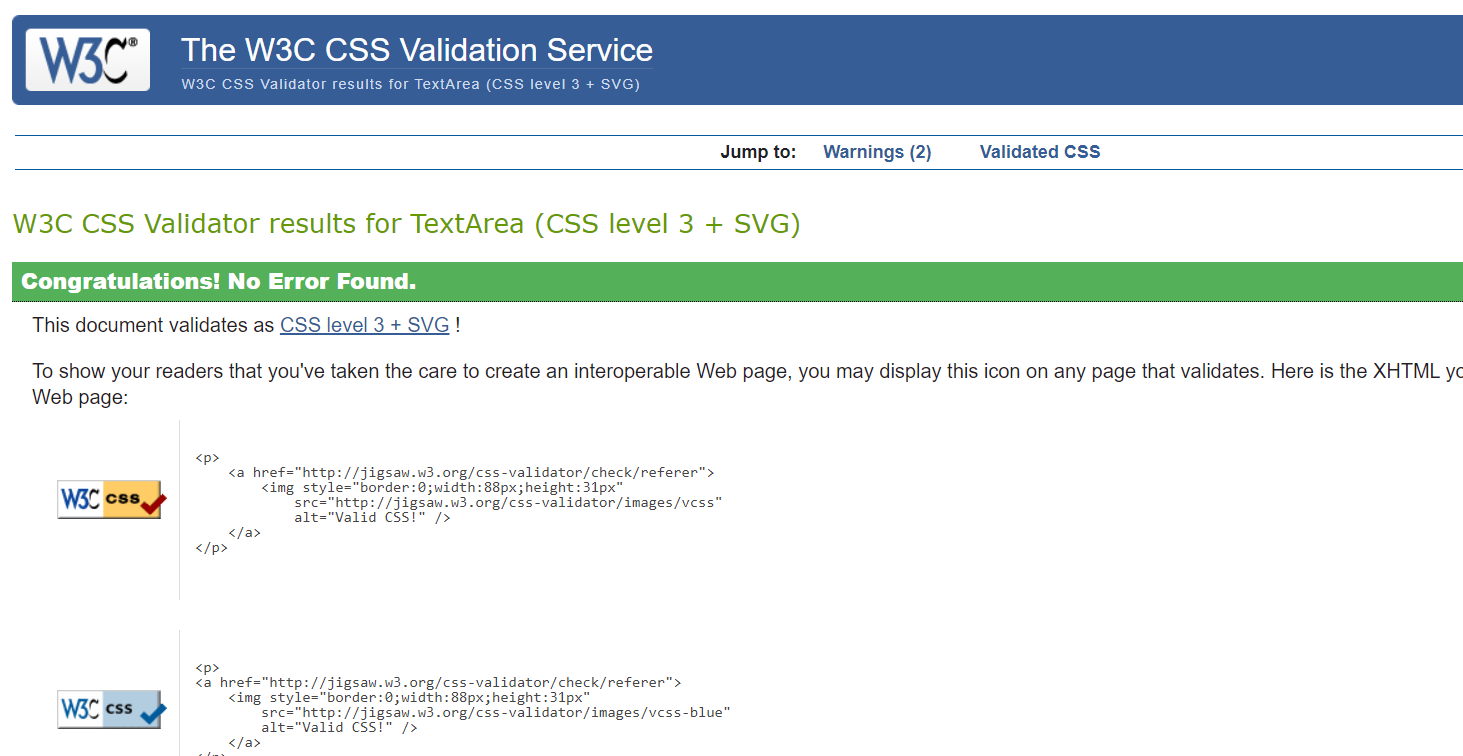 W3C®
The W3C CSS Validation Service
W3C CSS Validator results for TextArea (CSS level 3 + SVG)
Jump to: Warnings (2) Validated CSS
W3C CSS Validator results for TextArea (CSS level 3 + SVG)
Congratulations! No Error Found.
This document validates as CSS level 3 + SVG !
To show your readers that you've taken the care to create an interoperable Web page, you may display this icon on any page that validates. Here is the XHTML
Web page:
W3C css
<p>
<a href="http://jigsaw.w3.org/css-validator/check/referer">
<img style="border:0;width:88px;height:31px"
src="http://jigsaw.w3.org/css-validator/images/vcss"
alt="Valid CSS!" />
</a>
</p>
W3C css
<p>
<a href="http://jigsaw.w3.org/css-validator/check/referer">
<img style="border:0;width:88px;height:31px"
src="http://jigsaw.w3.org/css-validator/images/vcss-blue"
alt="Valid CSS!" />
</a>